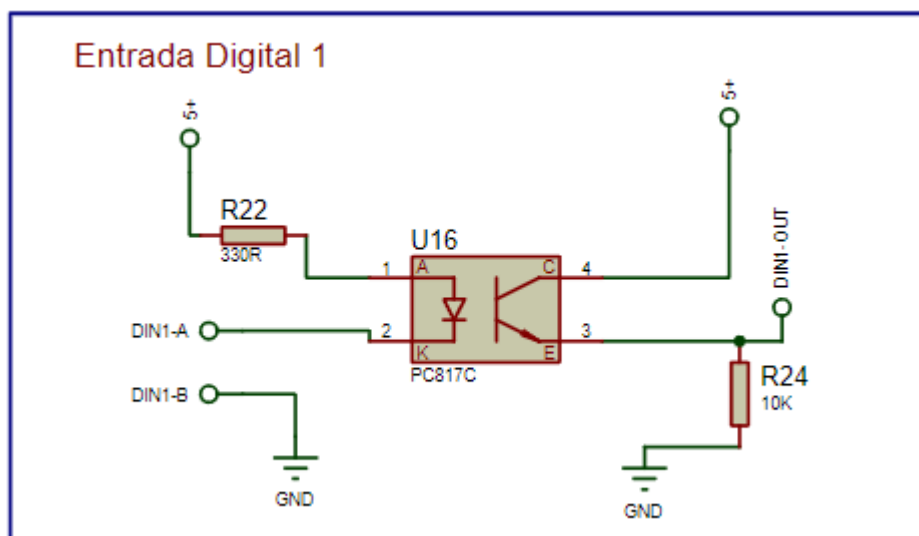 Entrada Digital 1
5+
5+
R22
330R
U16
DIN1-OUT
1
A
C
4
DIN1-A
2
K
E
3
PC817C
DIN1-B
R24
10K
GND
GND